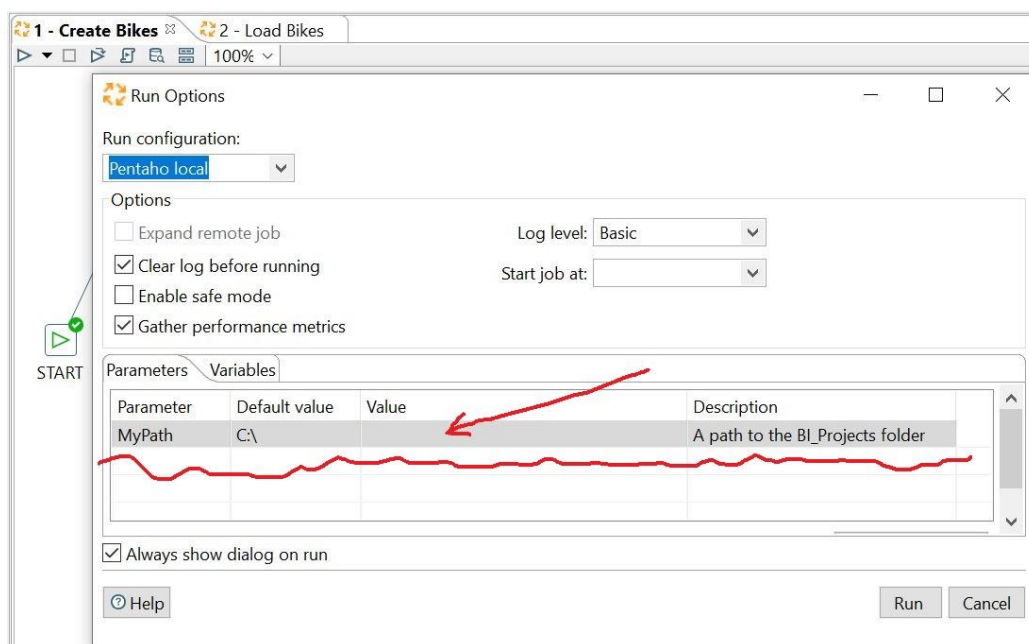 1 - Create Bikes 2 - Load Bikes
100%
Run Options
Run configuration:
Pentaho local
Options
Expand remote job
Log level: Basic
Clear log before running
Start job at:
Enable safe mode
Gather performance metrics
START
Parameters Variables
Parameter Default value Value Description
MyPath C:\ A path to the BI_Projects folder
Always show dialog on run
Help Run Cancel